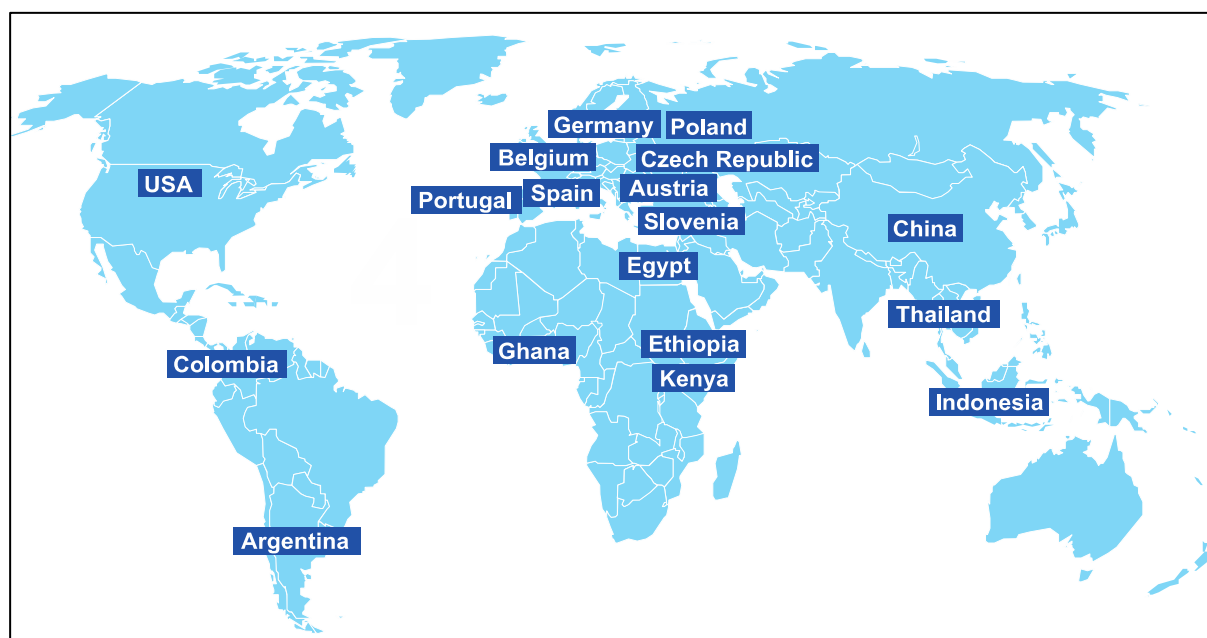 Germany
Poland
Belgium
Czech Republic
USA
Portugal
Spain
Austria
Slovenia
China
Egypt
Thailand
Ghana
Ethiopia
Colombia
Kenya
Indonesia
Argentina